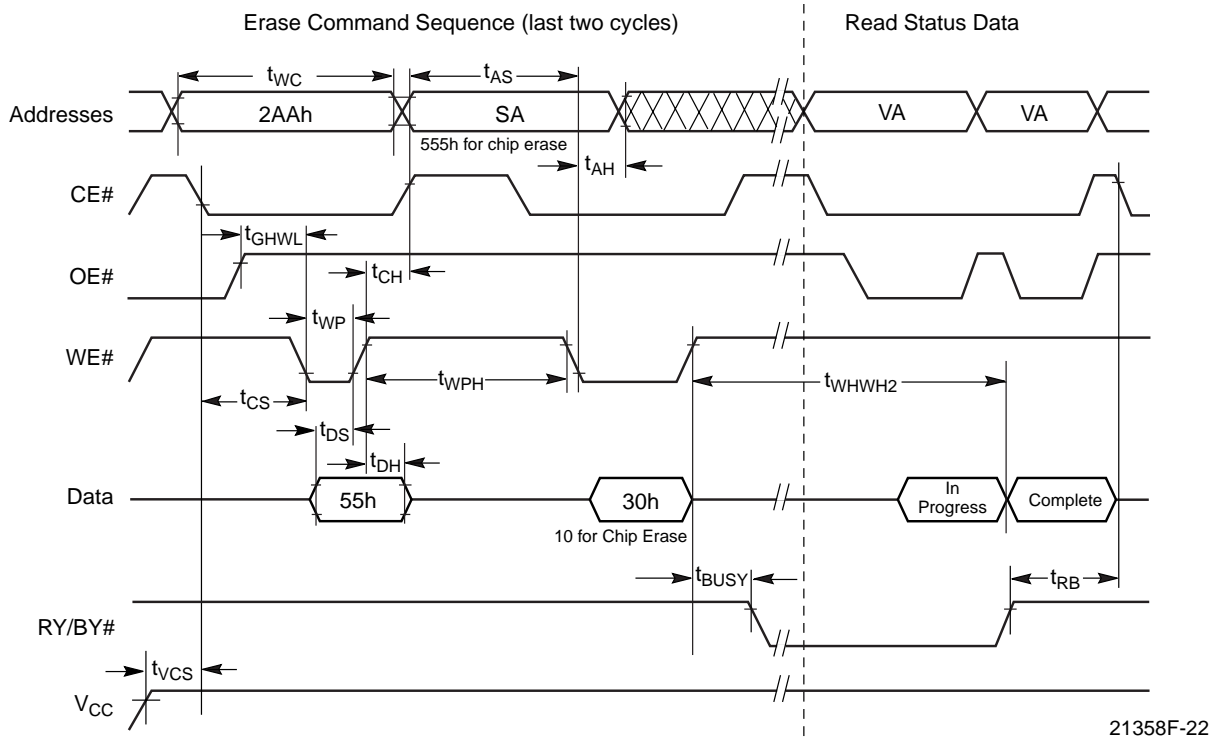 Erase Command Sequence (last two cycles)
Read Status Data
tWC
tAS
Addresses
2AAh
SA
VA
VA
555h for chip erase
tAH
CE#
tGHWL
OE#
tCH
tWP
WE#
tWPH
tWHWH2
tCS
tDS
tDH
Data
55h
30h
In
Progress
Complete
10 for Chip Erase
tBUSY
tRB
RY/BY#
tVCS
VCC
21358F-22